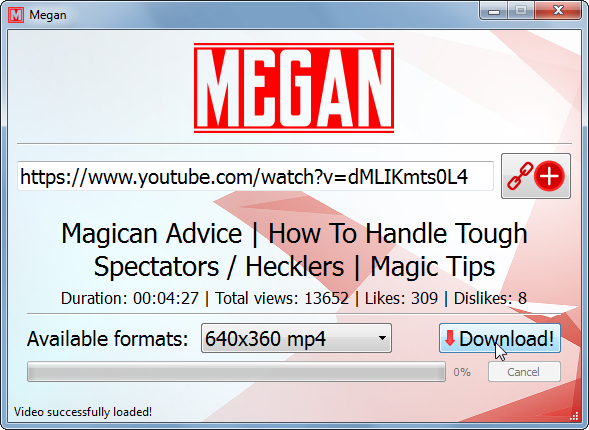 M Megan
MEGAN
https://www.youtube.com/watch?v=dMLIKmts0L4
Magican Advice | How To Handle Tough
Spectators / Hecklers | Magic Tips
Duration: 00:04:27 | Total views: 13652 | Likes: 309 | Dislikes: 8
Available formats: 640x360 mp4 Download!
0% Cancel
Video successfully loaded!